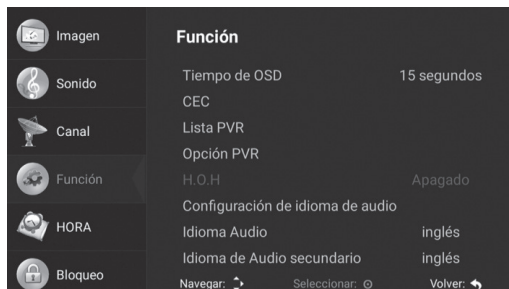 Imagen
Sonido
Canal
Función
HORA
Bloqueo
Función
Tiempo de OSD 15 segundos
CEC
Lista PVR
Opción PVR
H.O.H Apagado
Configuración de idioma de audio
Idioma Audio inglés
Idioma de Audio secundario inglés
Navegar: Seleccionar: Volver: